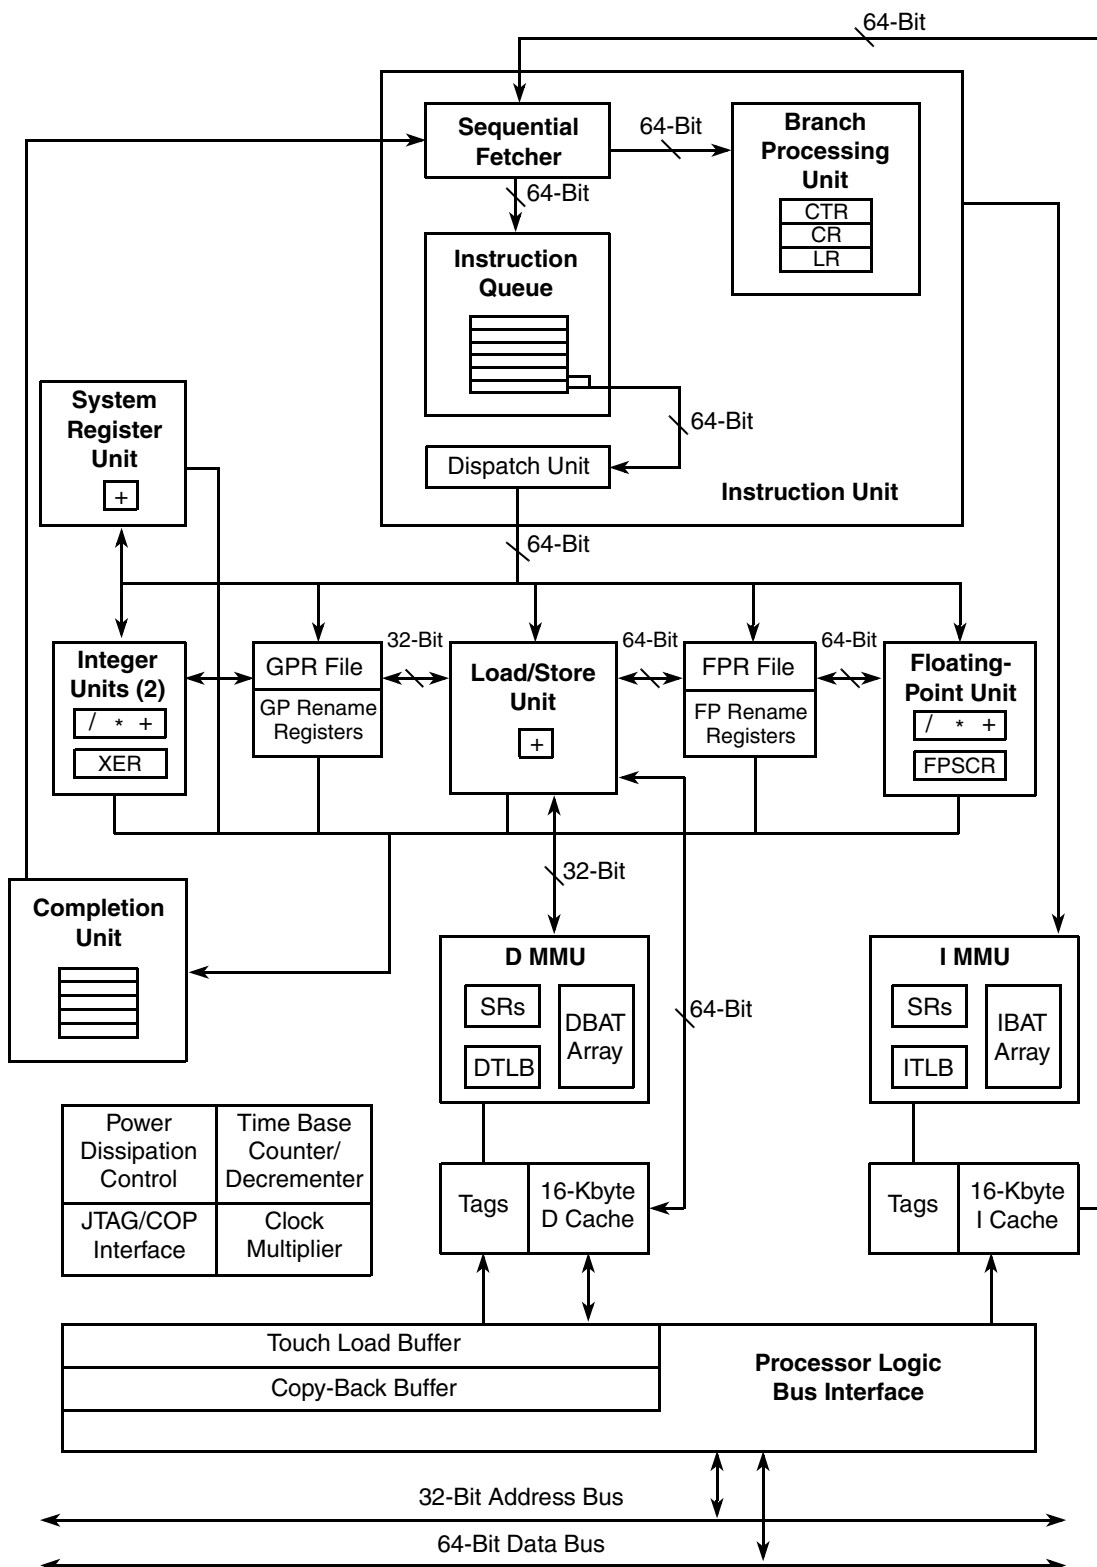 64-Bit
Sequential
Fetcher
64-Bit
Branch
Processing
Unit
CTR
CR
LR
64-Bit
Instruction
Queue
64-Bit
Dispatch Unit
Instruction Unit
System
Register
Unit
+
64-Bit
Integer
Units (2)
/ * +
XER
GPR File
GP Rename
Registers
32-Bit
Load/Store
Unit
+
64-Bit
FPR File
FP Rename
Registers
64-Bit
Floating-
Point Unit
/ * +
FPSCR
32-Bit
Completion
Unit
D MMU
SRs
DTLB
DBAT
Array
64-Bit
I MMU
SRs
ITLB
IBAT
Array
Power
Dissipation
Control
Time Base
Counter/
Decrementer
JTAG/COP
Interface
Clock
Multiplier
Tags
16-Kbyte
D Cache
Tags
16-Kbyte
I Cache
Touch Load Buffer
Copy-Back Buffer
Processor Logic
Bus Interface
32-Bit Address Bus
64-Bit Data Bus